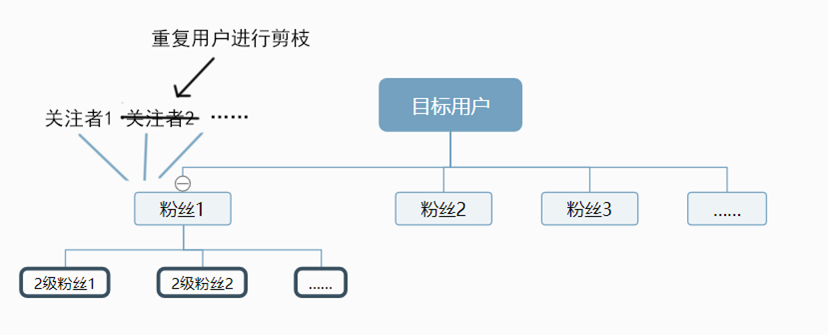 重复用户进行剪枝
目标用户
关注者1 关注者2 ……
粉丝1 粉丝2 粉丝3 ……
2级粉丝1 2级粉丝2 ……